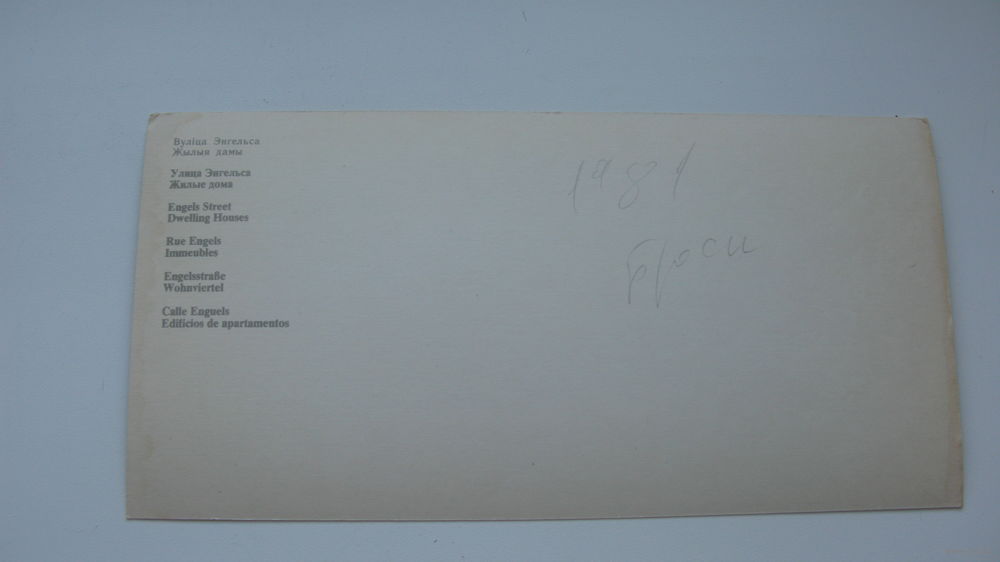 Вуліца Энгельса
Жылыя дамы
Улица Энгельса
Жилые дома
Engels Street
Dwelling Houses
Rue Engels
Immeubles
Engelsstraße
Wohnviertel
Calle Enguels
Edificios de apartamentos
1981